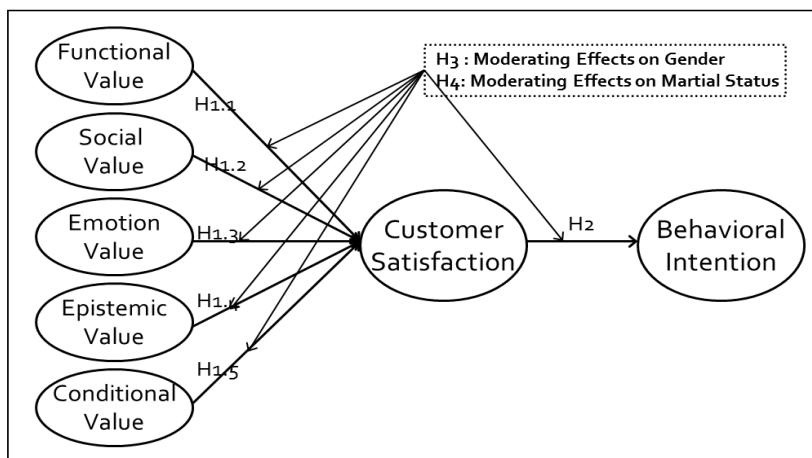 Functional
Value
H3 : Moderating Effects on Gender
H4: Moderating Effects on Martial Status
H1.1
Social
Value
H1.2
Emotion
Value
H1.3
Customer
Satisfaction
H2
Behavioral
Intention
Epistemic
Value
H1.4
Conditional
Value
H1.5